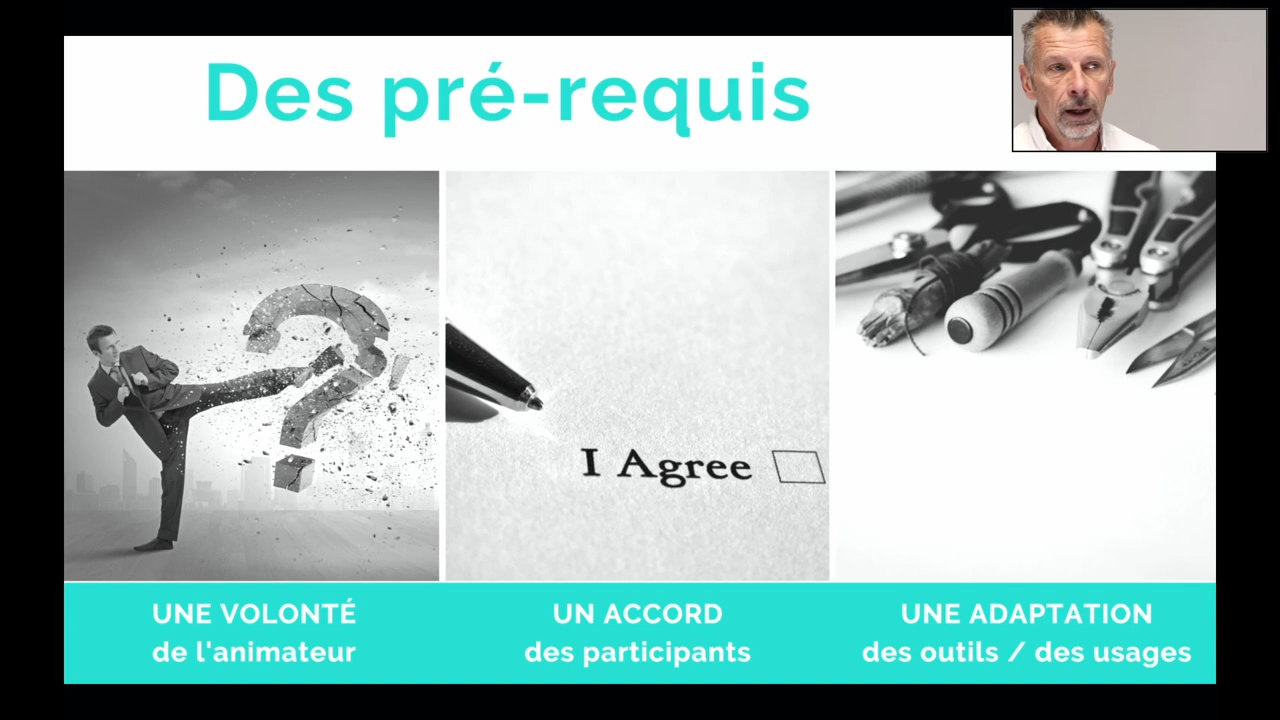 Des pré-requis
I Agree
UNE VOLONTÉ
de l'animateur
UN ACCORD
des participants
UNE ADAPTATION
des outils / des usages